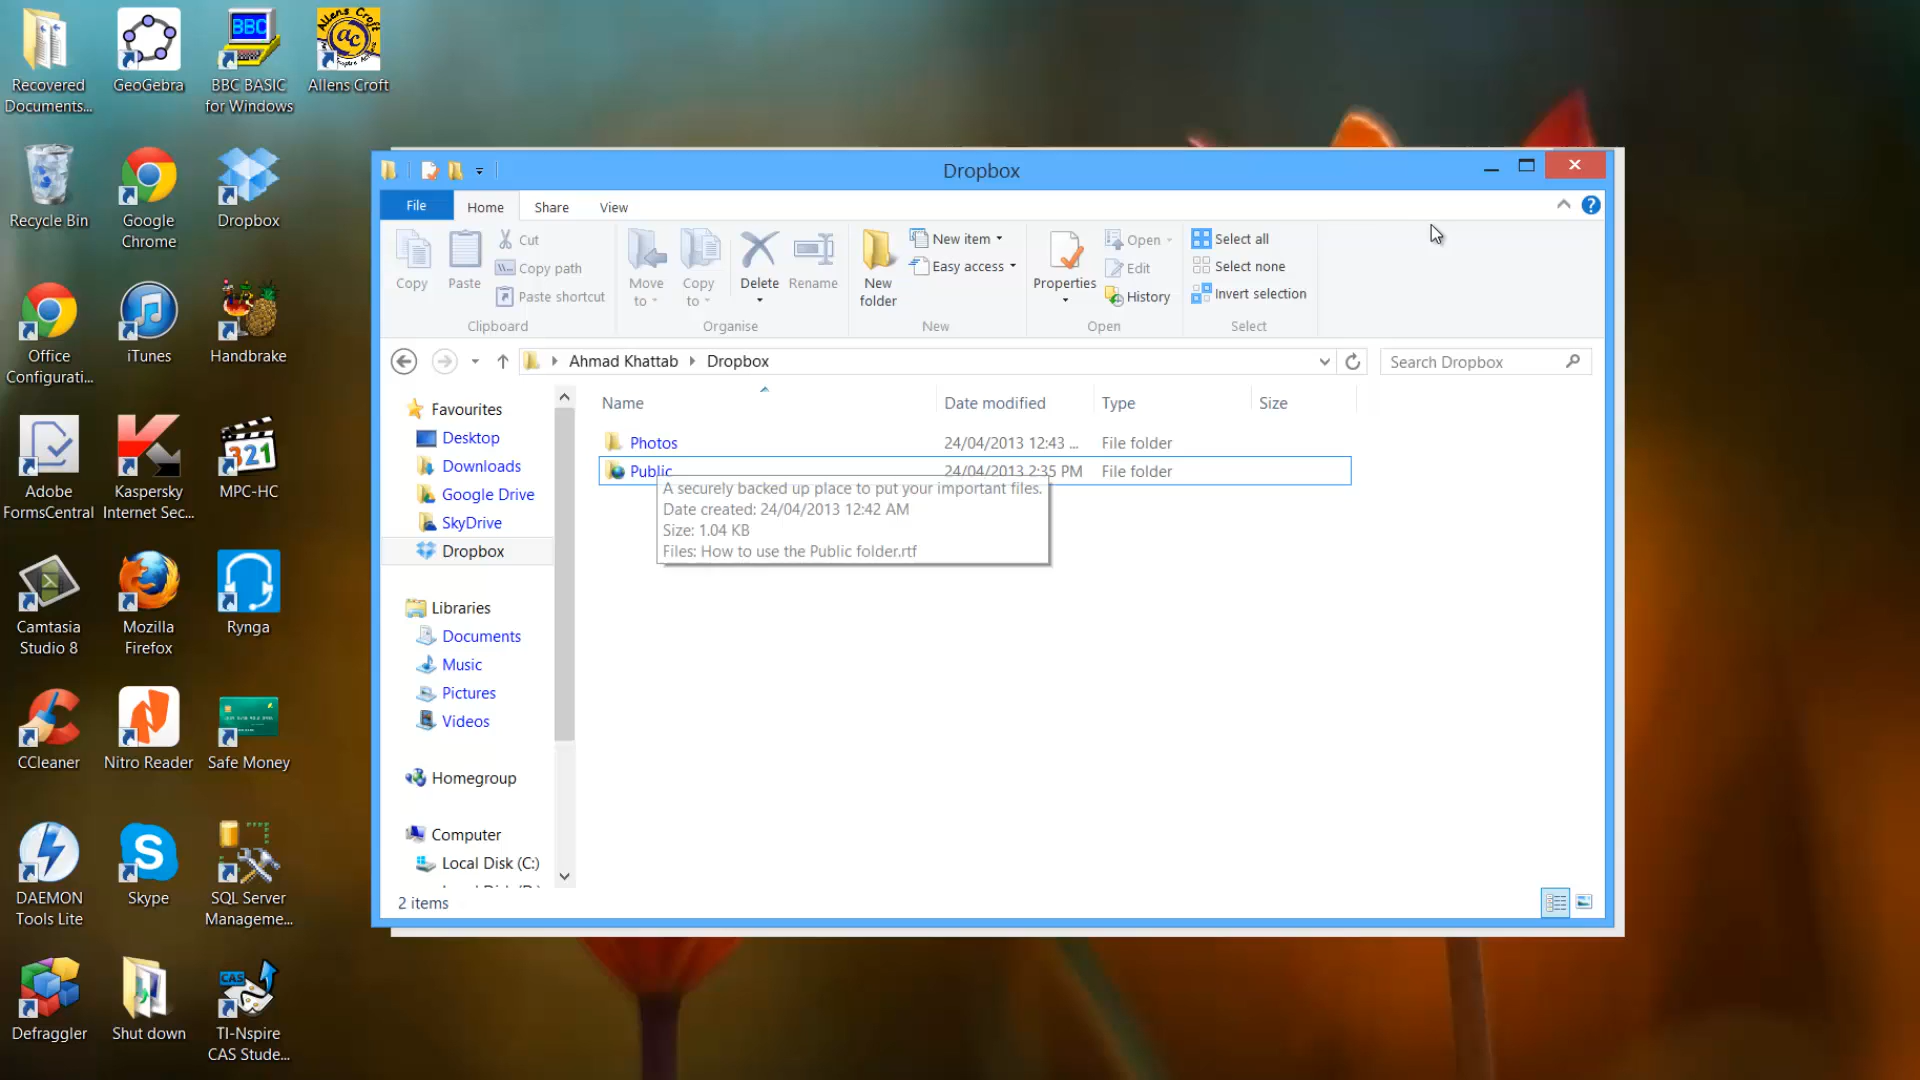 Recovered
Documents...
GeoGebra
BBC
BBC BASIC
for Windows
Allens Croft
ac
Allens Croft
Recycle Bin
Google
Chrome
Dropbox
Office
Configurati...
iTunes
Handbrake
Adobe
FormsCentral
Kaspersky
Internet Sec...
321
MPC-HC
Camtasia
Studio 8
Mozilla
Firefox
Rynga
CCleaner
Nitro Reader
Safe Money
DAEMON
Tools Lite
Skype
SQL Server
Manageme...
Defraggler
Shut down
CAS
TI-Nspire
CAS Stude...
Dropbox
File
Home
Share
View
Copy
Paste
Cut
Copy path
Paste shortcut
Clipboard
Move
to
Copy
to
Delete
Rename
Organise
New
folder
New item
Easy access
New
Properties
Open
Edit
History
Open
Select all
Select none
Invert selection
Select
Ahmad Khattab
Dropbox
Search Dropbox
Favourites
Desktop
Downloads
Google Drive
SkyDrive
Dropbox
Libraries
Documents
Music
Pictures
Videos
Homegroup
Computer
Local Disk (C:)
Name Date modified Type Size
Photos 24/04/2013 12:43 ... File folder
Public 24/04/2013 2:35 PM File folder
A securely backed up place to put your important files.
Date created: 24/04/2013 12:42 AM
Size: 1.04 KB
Files: How to use the Public folder.rtf
2 items